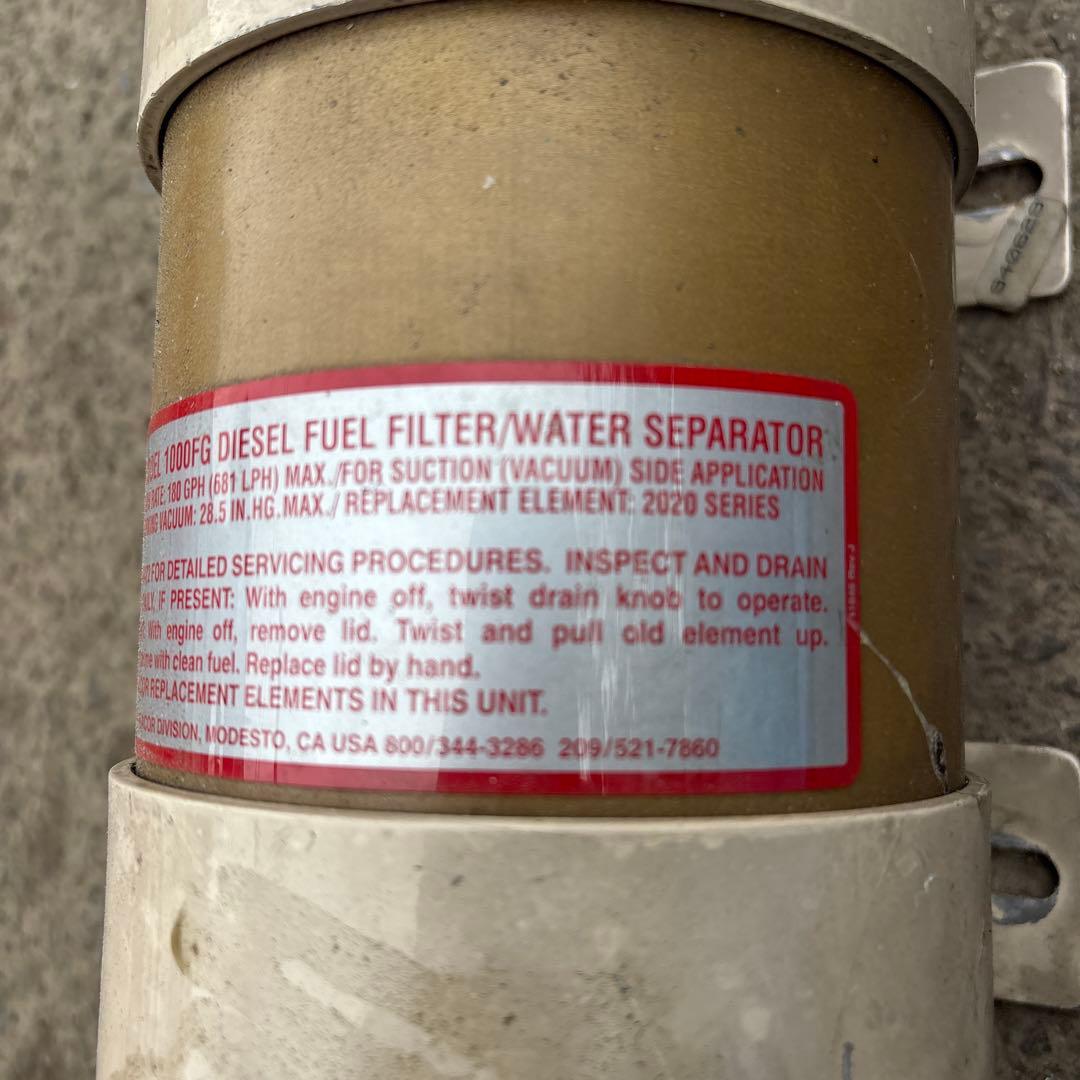 1000FG DIESEL FUEL FILTER/WATER SEPARATOR
RATE: 180 GPH (681 LPH) MAX./FOR SUCTION (VACUUM) SIDE APPLICATION
VACUUM: 28.5 IN.HG.MAX./ REPLACEMENT ELEMENT: 2020 SERIES
FOR DETAILED SERVICING PROCEDURES. INSPECT AND DRAIN
IF PRESENT: With engine off, twist drain knob to operate.
With engine off, remove lid. Twist and pull old element up.
with clean fuel. Replace lid by hand.
REPLACEMENT ELEMENTS IN THIS UNIT.
DIVISION, MODESTO, CA USA 800/344-3286 209/521-7860
Rev J